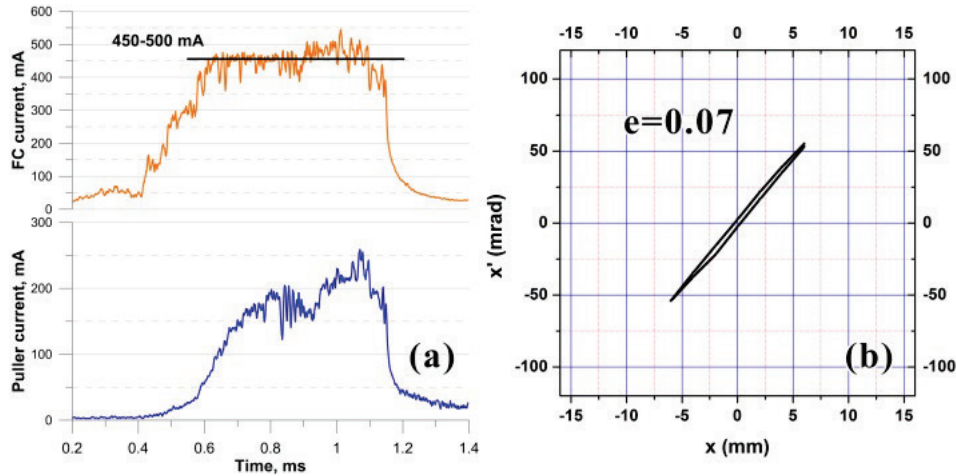 600
500
450-500 mA
400
300
200
100
0
FC current, mA
300
200
100
0
Puller current, mA
(a)
0.2 0.4 0.6 0.8 1 1.2 1.4
Time, ms
-15 -10 -5 0 5 10 15
100 100
e=0.07
50 50
0 0
-50 -50
-100 -100
x' (mrad)
(b)
-15 -10 -5 0 5 10 15
x (mm)